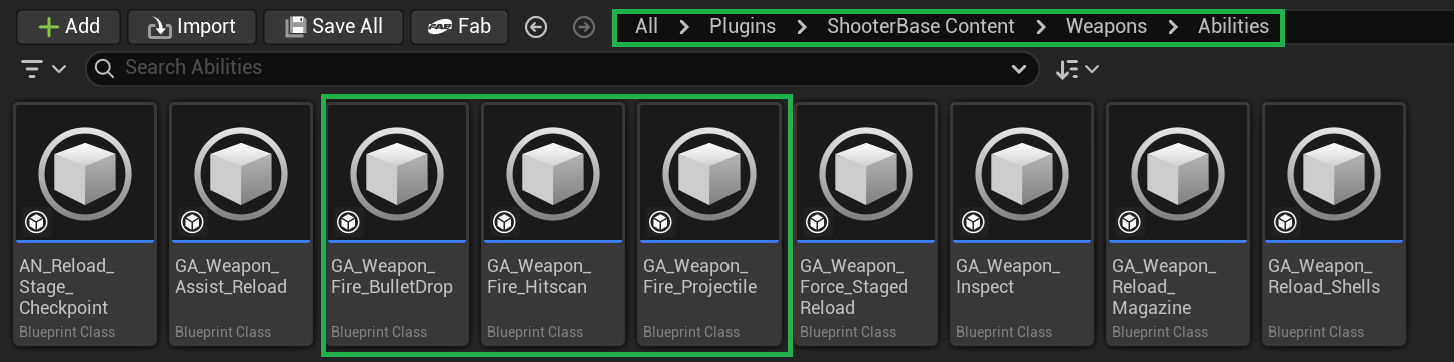 Add Import Save All Fab All Plugins ShooterBase Content Weapons Abilities
Search Abilities
AN_Reload_
Stage_
Checkpoint
Blueprint Class
GA_Weapon_
Assist_Reload
Blueprint Class
GA_Weapon_
Fire_BulletDrop
Blueprint Class
GA_Weapon_
Fire_Hitscan
Blueprint Class
GA_Weapon_
Fire_Projectile
Blueprint Class
GA_Weapon_
Force_Staged
Reload
Blueprint Class
GA_Weapon_
Inspect
Blueprint Class
GA_Weapon_
Reload_
Magazine
Blueprint Class
GA_Weapon_
Reload_Shells
Blueprint Class